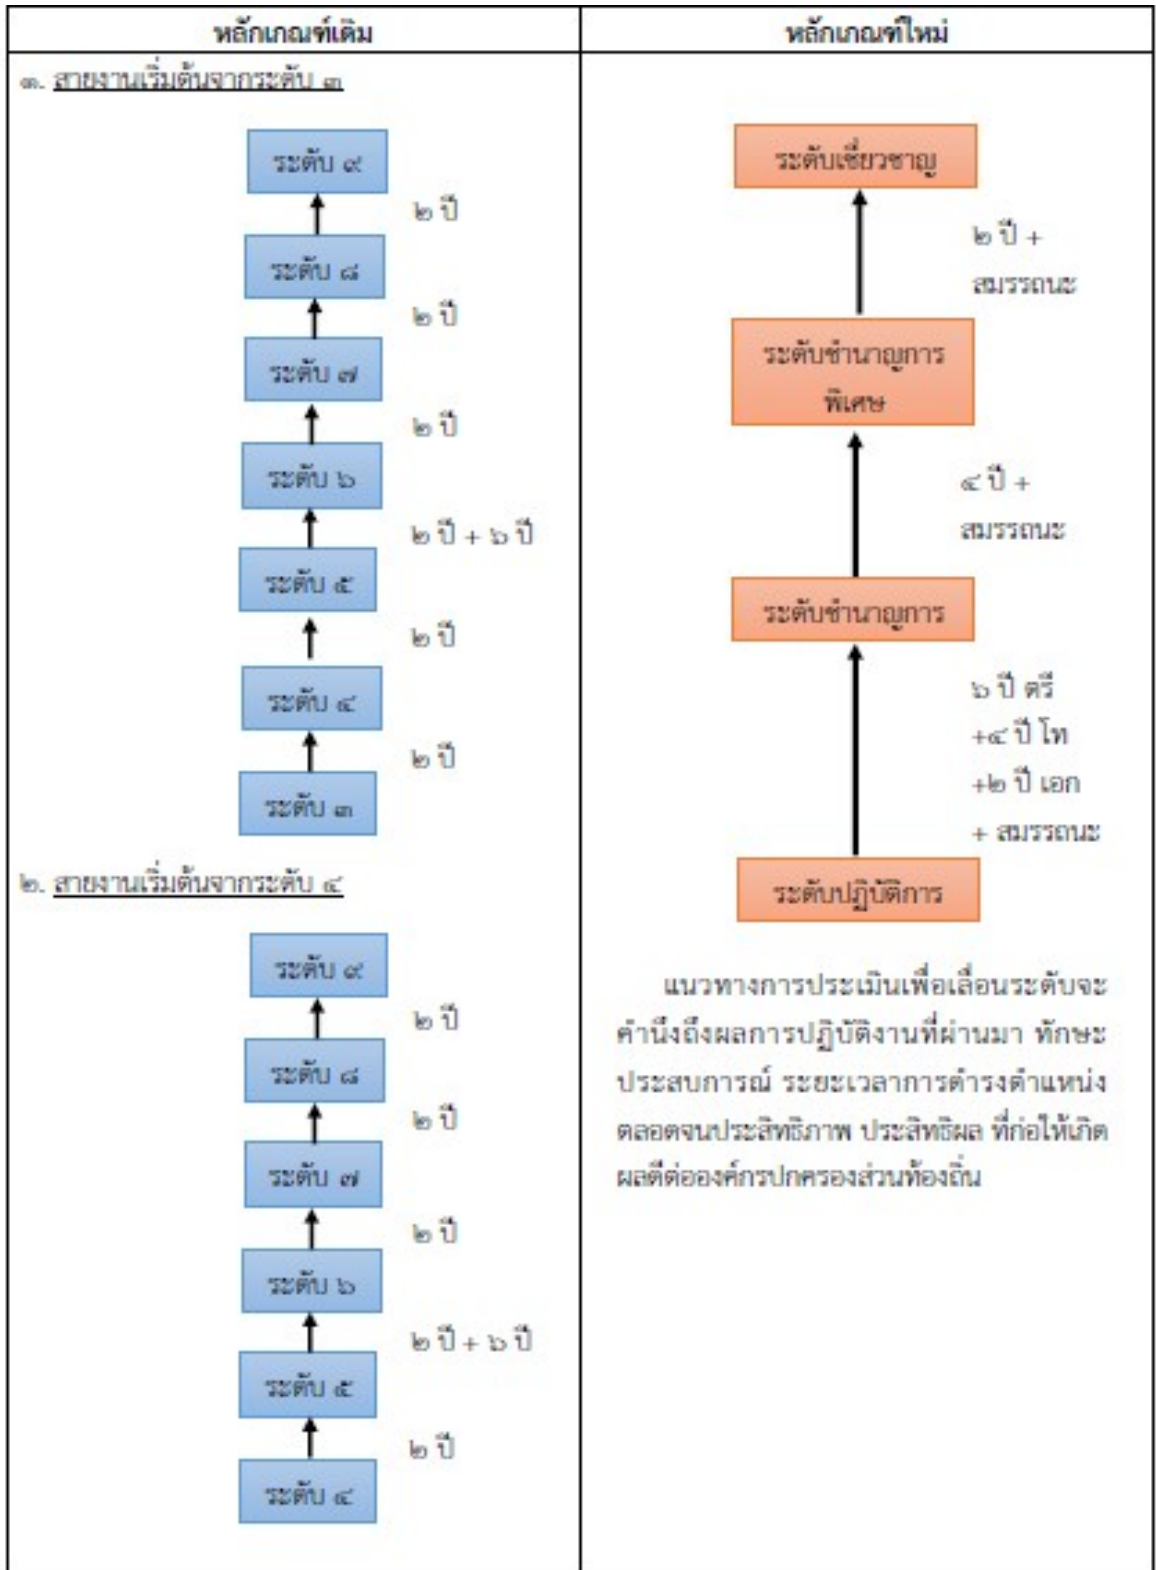 หลักเกณฑ์เดิม
๑. สายงานเริ่มต้นจากระดับ ๓
ระดับ ๙
๒ ปี
ระดับ ๘
๒ ปี
ระดับ ๗
๒ ปี
ระดับ ๖
๒ ปี + ๖ ปี
ระดับ ๕
๒ ปี
ระดับ ๔
๒ ปี
ระดับ ๓
๒. สายงานเริ่มต้นจากระดับ ๔
ระดับ ๙
๒ ปี
ระดับ ๘
๒ ปี
ระดับ ๗
๒ ปี
ระดับ ๖
๒ ปี + ๖ ปี
ระดับ ๕
๒ ปี
ระดับ ๔
หลักเกณฑ์ใหม่
ระดับเชี่ยวชาญ
๒ ปี +
สมรรถนะ
ระดับชำนาญการ
พิเศษ
๔ ปี +
สมรรถนะ
ระดับชำนาญการ
๖ ปี ตรี
+๔ ปี โท
+๒ ปี เอก
+ สมรรถนะ
ระดับปฏิบัติการ
แนวทางการประเมินเพื่อเลื่อนระดับจะ
คำนึงถึงผลการปฏิบัติงานที่ผ่านมา ทักษะ
ประสบการณ์ ระยะเวลาการดำรงตำแหน่ง
ตลอดจนประสิทธิภาพ ประสิทธิผล ที่ก่อให้เกิด
ผลดีต่อองค์กรปกครองส่วนท้องถิ่น